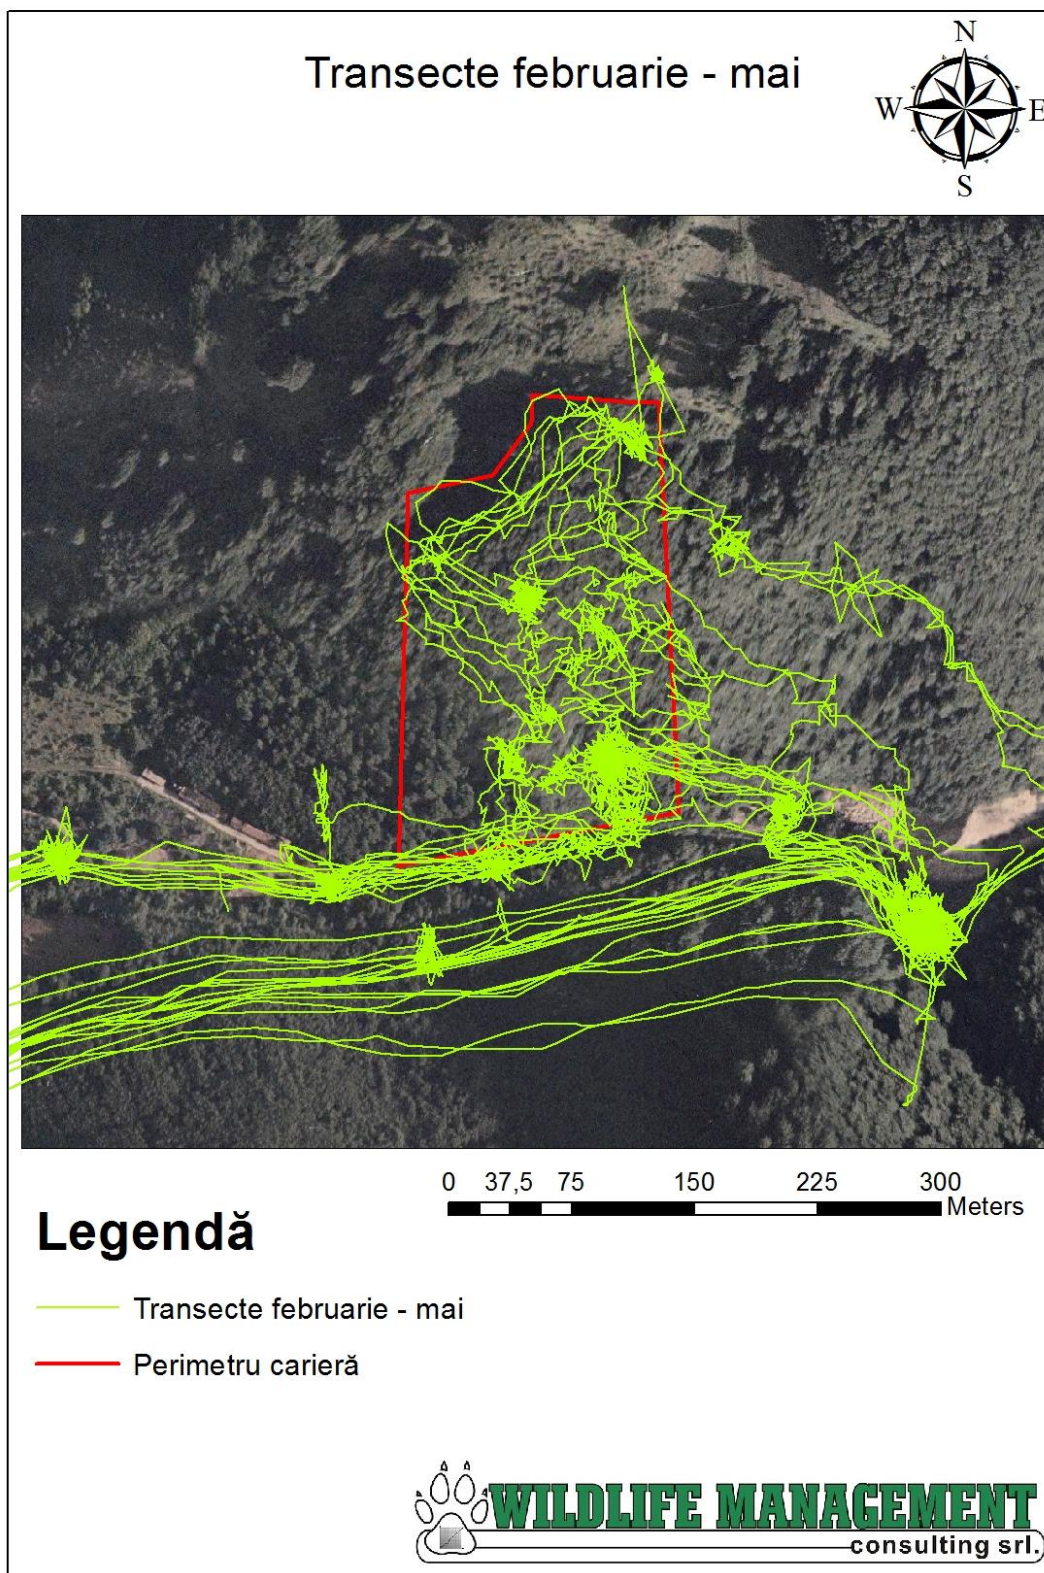 Transecte februarie - mai
N
W E
S
0 37,5 75 150 225 300
Meters
Legendă
Transecte februarie - mai
Perimetru carieră
WILDLIFE MANAGEMENT
consulting srl.